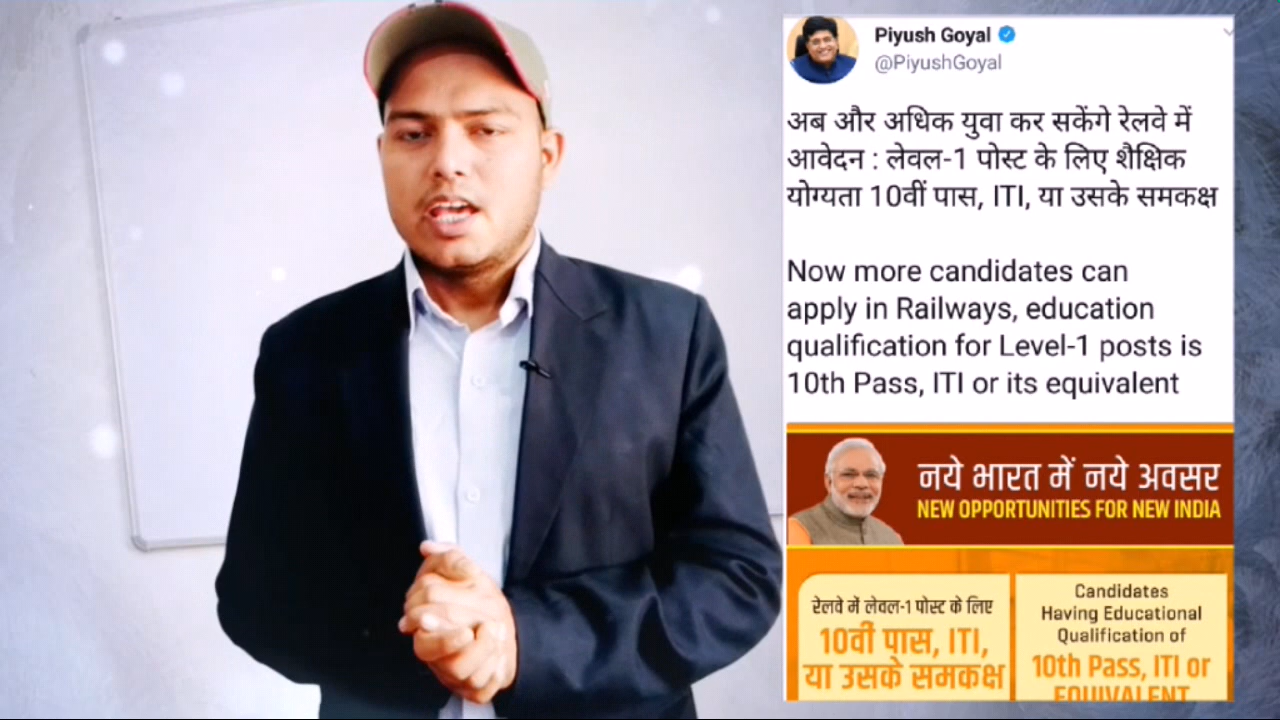 Piyush Goyal
@PiyushGoyal
अब और अधिक युवा कर सकेंगे रेलवे में
आवेदन : लेवल-1 पोस्ट के लिए शैक्षिक
योग्यता 10वीं पास, ITI, या उसके समकक्ष
Now more candidates can
apply in Railways, education
qualification for Level-1 posts is
10th Pass, ITI or its equivalent
नये भारत में नये अवसर
NEW OPPORTUNITIES FOR NEW INDIA
रेलवे में लेवल-1 पोस्ट के लिए
10वीं पास, ITI,
या उसके समकक्ष
Candidates
Having Educational
Qualification of
10th Pass, ITI or
EQUIVALENT